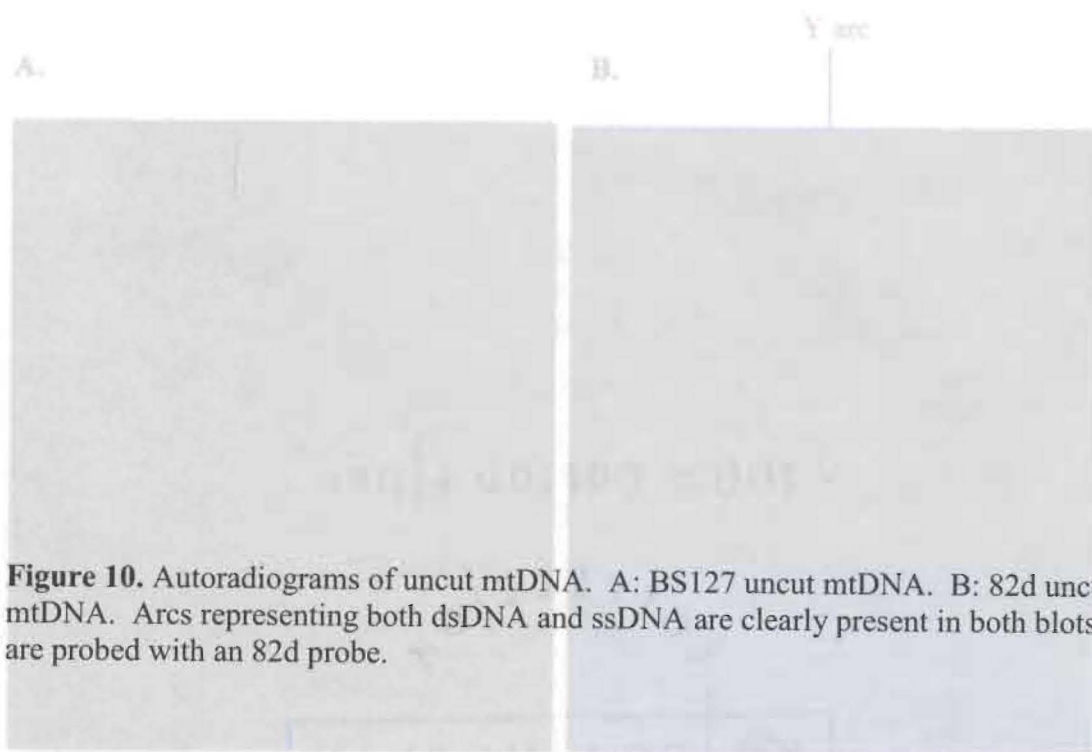 Y arc
A.
B.
Figure 10. Autoradiograms of uncut mtDNA. A: BS127 uncut mtDNA. B: 82d unc
mtDNA. Arcs representing both dsDNA and ssDNA are clearly present in both blots
are probed with an 82d probe.